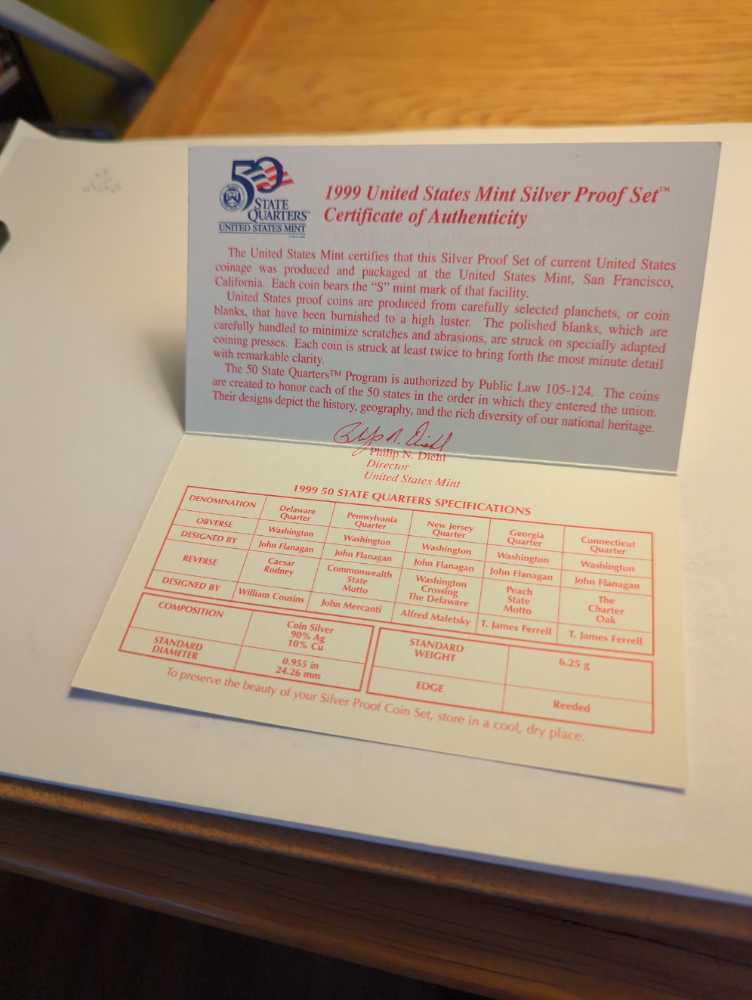 50
STATE
QUARTERS
UNITED STATES MINT
1999 United States Mint Silver Proof Set™
Certificate of Authenticity
The United States Mint certifies that this Silver Proof Set of current United States
coinage was produced and packaged at the United States Mint, San Francisco,
California. Each coin bears the “S” mint mark of that facility.
United States proof coins are produced from carefully selected planchets, or coin
blanks, that have been burnished to a high luster. The polished blanks, which are
carefully handled to minimize scratches and abrasions, are struck on specially adapted
coining presses. Each coin is struck at least twice to bring forth the most minute detail
with remarkable clarity.
The 50 State Quarters™ Program is authorized by Public Law 105-124. The coins
are created to honor each of the 50 states in the order in which they entered the union.
Their designs depict the history, geography, and the rich diversity of our national heritage.
Philip N. Diehl
Philip N. Diehl
Director
United States Mint
1999 50 STATE QUARTERS SPECIFICATIONS
DENOMINATION Delaware Quarter Pennsylvania Quarter New Jersey Quarter Georgia Quarter Connecticut Quarter
OBVERSE Washington Washington Washington Washington Washington
DESIGNED BY John Flanagan John Flanagan John Flanagan John Flanagan John Flanagan
REVERSE Caesar Rodney Commonwealth State Motto Washington Crossing The Delaware Peach State Motto The Charter Oak
DESIGNED BY William Cousins John Mercanti Alfred Maletsky T. James Ferrell T. James Ferrell
COMPOSITION Coin Silver 90% Ag 10% Cu
STANDARD DIAMETER 0.955 in 24.26 mm
STANDARD WEIGHT 6.25 g
EDGE Reeded
To preserve the beauty of your Silver Proof Coin Set, store in a cool, dry place.